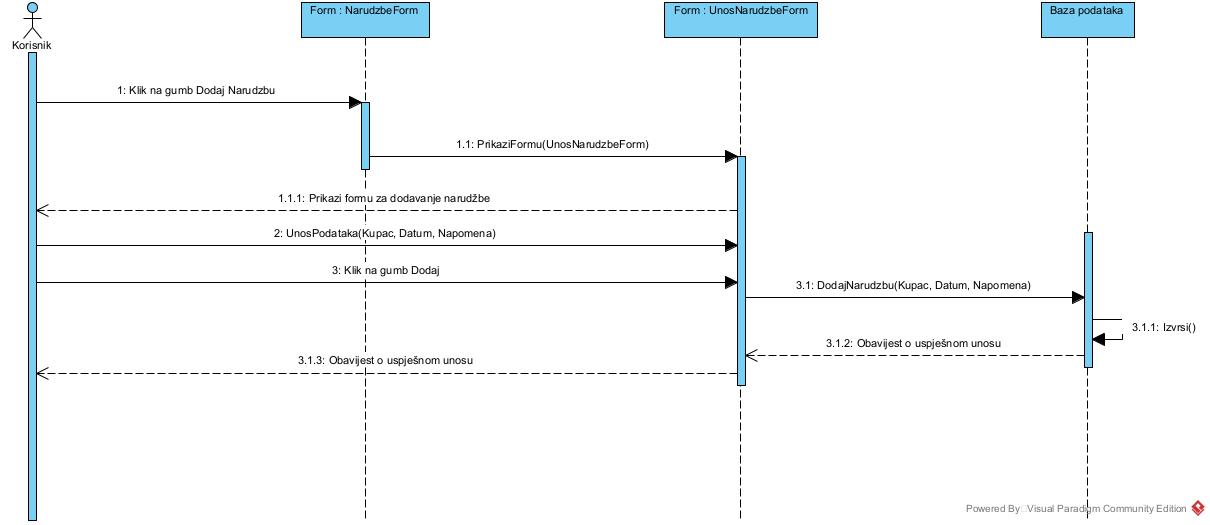 Form : NarudzbeForm
Form : UnosNarudzbeForm
Baza podataka
Korisnik
1: Klik na gumb Dodaj Narudzbu
1.1: PrikaziFormu(UnosNarudzbeForm)
1.1.1: Prikazi formu za dodavanje narudžbe
2: UnosPodataka(Kupac, Datum, Napomena)
3: Klik na gumb Dodaj
3.1: DodajNarudzbu(Kupac, Datum, Napomena)
3.1.1: Izvrsi()
3.1.2: Obavijest o uspješnom unosu
3.1.3: Obavijest o uspješnom unosu
Powered By Visual Paradigm Community Edition